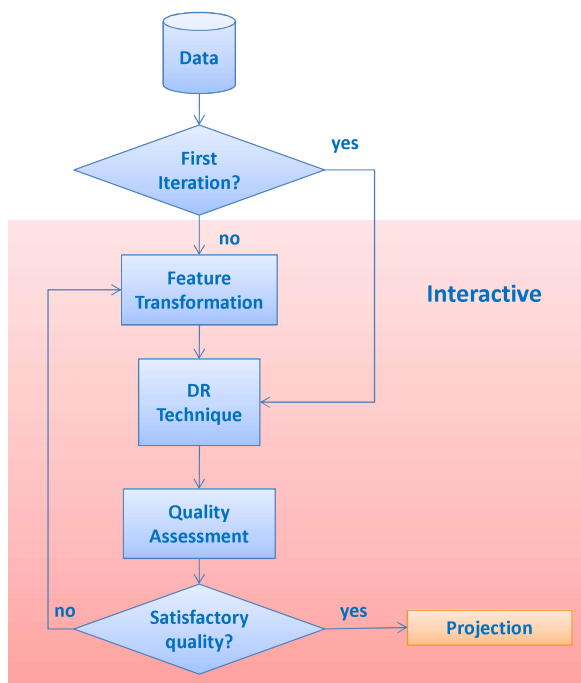 Data
First
Iteration?
yes
no
Feature
Transformation
Interactive
DR
Technique
Quality
Assessment
no
Satisfactory
quality?
yes
Projection